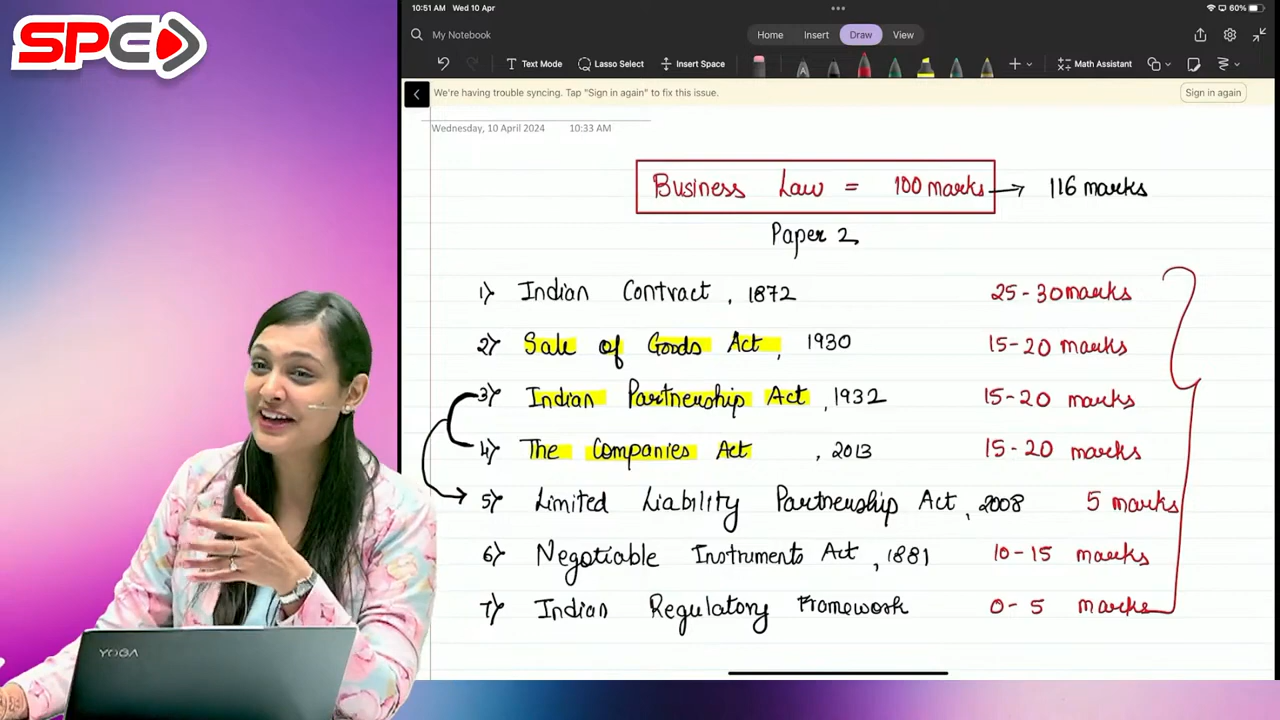 SPC
10:51 AM Wed 10 Apr
60%
My Notebook
Home Insert Draw View
Text Mode Lasso Select Insert Space Math Assistant
We're having trouble syncing. Tap "Sign in again" to fix this issue. Sign in again
Wednesday, 10 April 2024 10:33 AM
Business Law = 100 marks → 116 marks
Paper 2
1) Indian Contract, 1872 25-30 marks
2) Sale of Goods Act, 1930 15-20 marks
3) Indian Partnership Act, 1932 15-20 marks
4) The Companies Act, 2013 15-20 marks
5) Limited Liability Partnership Act, 2008 5 marks
6) Negotiable Instruments Act, 1881 10-15 marks
7) Indian Regulatory Framework 0-5 marks
YOGA